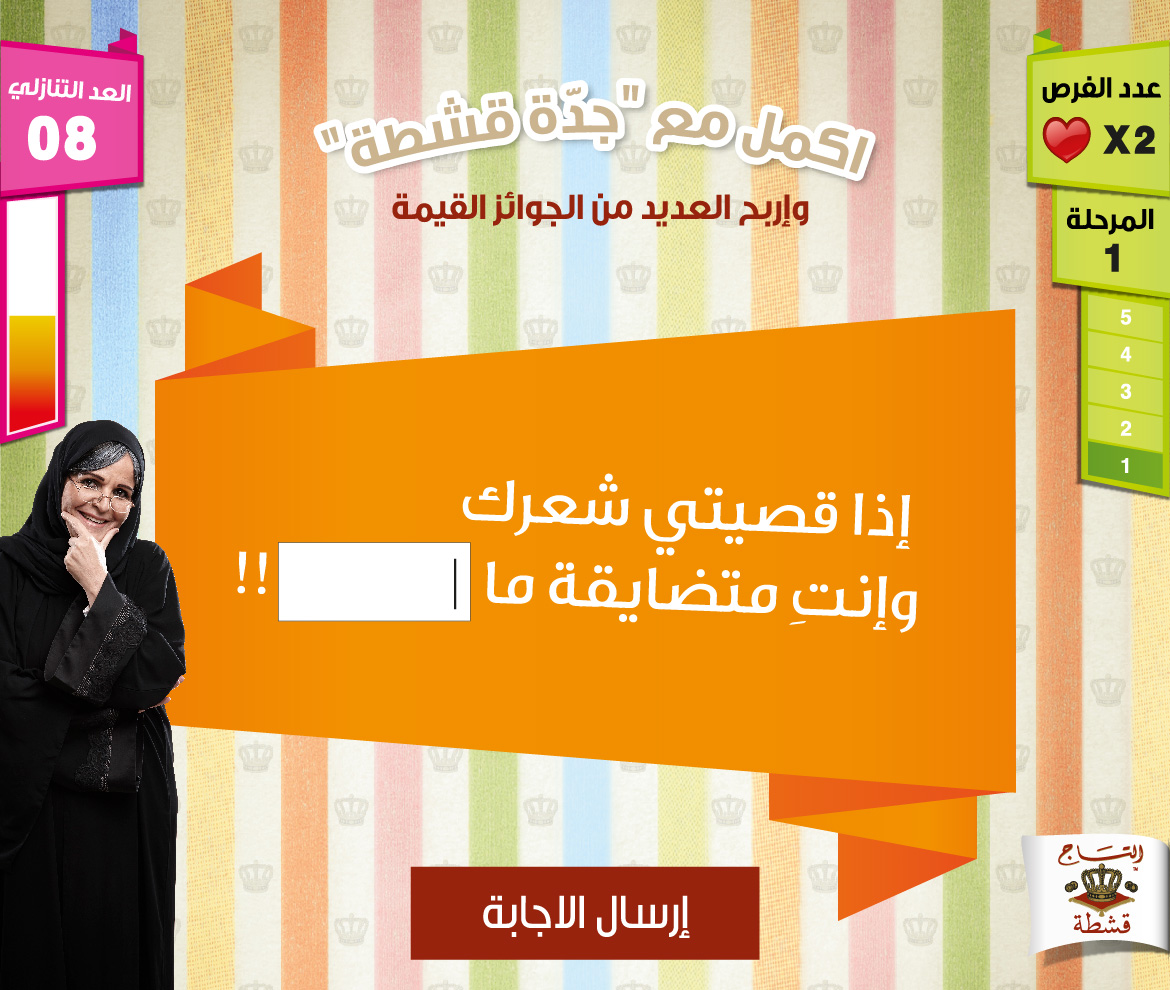 اكمل مع "جدّة قشطة"
وإربح العديد من الجوائز القيمة
العد التنازلي
08
عدد الفرص
X2
المرحلة
1
5
4
3
2
1
إذا قصيتي شعرك
وإنتِ متضايقة ما !!
إرسال الاجابة
التاج
قشطة